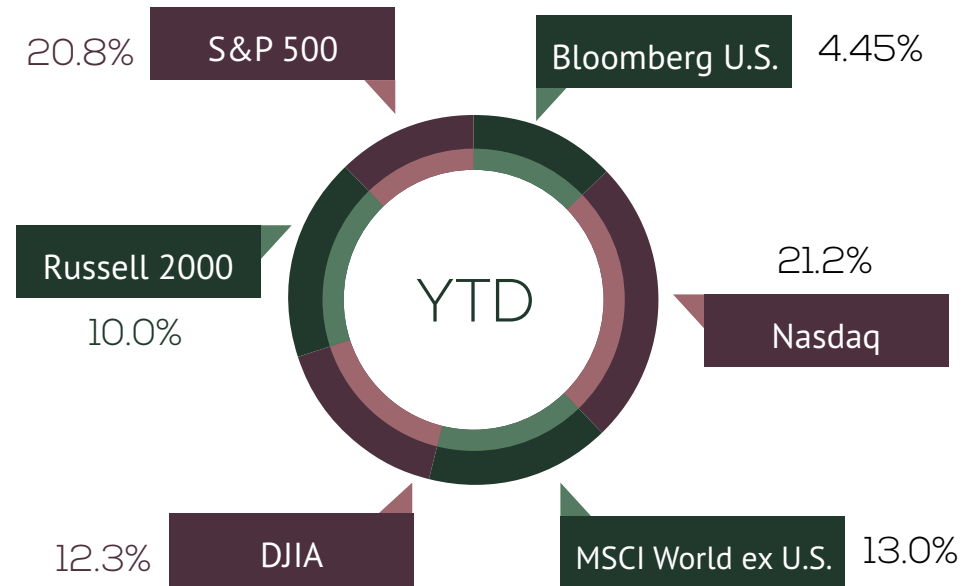 20.8%
S&P 500
Bloomberg U.S.
4.45%
Russell 2000
10.0%
YTD
21.2%
Nasdaq
12.3%
DJIA
MSCI World ex U.S.
13.0%